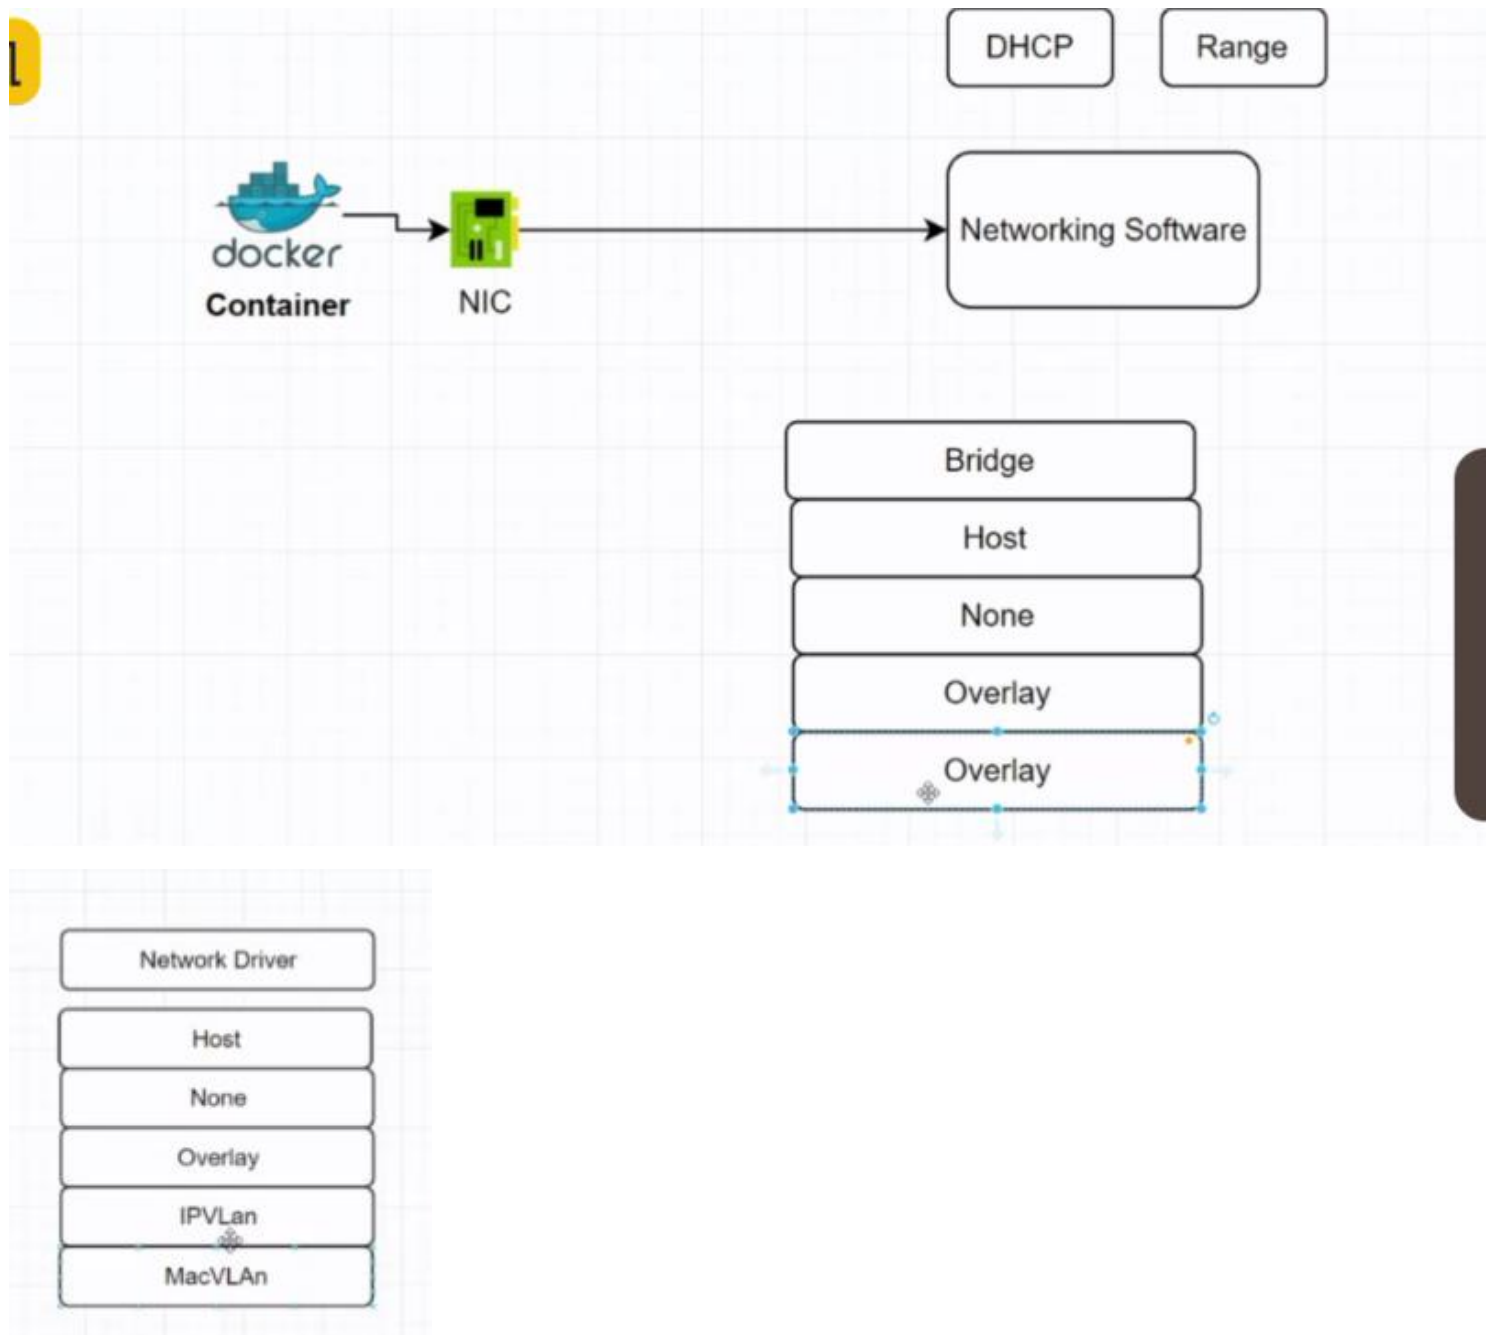 DHCP
Range
docker
Container
NIC
Networking Software
Bridge
Host
None
Overlay
Overlay
Network Driver
Host
None
Overlay
IPVLan
MacVLAn